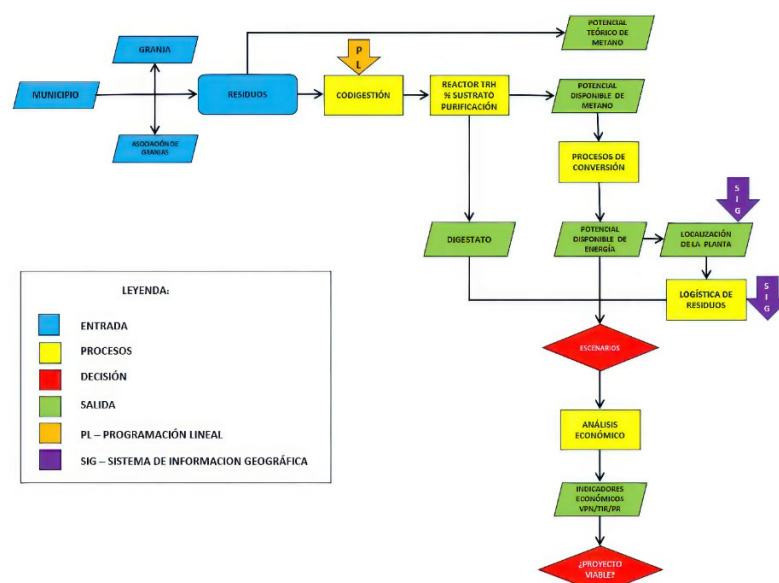 POTENCIAL
TEÓRICO DE
METANO
GRANJA
P
L
MUNICIPIO
RESIDUOS
CODIGESTIÓN
REACTOR TRH
% SUSTRATO
PURIFICACIÓN
POTENCIAL
DISPONIBLE DE
METANO
ASOCIACIÓN DE
GRANJAS
PROCESOS DE
CONVERSIÓN
S
I
G
DIGESTATO
POTENCIAL
DISPONIBLE DE
ENERGÍA
LOCALIZACIÓN
DE LA PLANTA
LOGÍSTICA DE
RESIDUOS
S
I
G
LEYENDA:
ENTRADA
PROCESOS
DECISIÓN
SALIDA
PL – PROGRAMACIÓN LINEAL
SIG – SISTEMA DE INFORMACION GEOGRÁFICA
ESCENARIOS
ANÁLISIS
ECONÓMICO
INDICADORES
ECONÓMICOS
VPN/TIR/PR
¿PROYECTO
VIABLE?